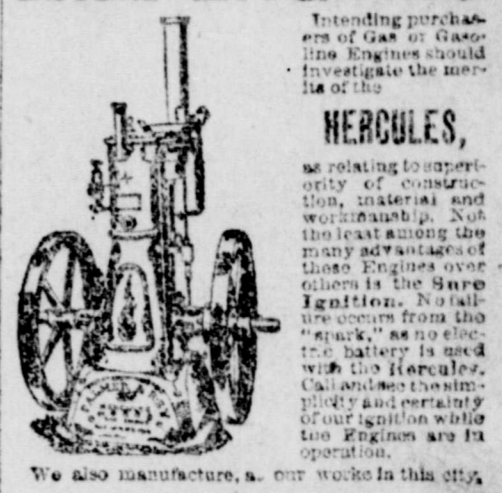 Intending purchas-
ers of Gas or Gaso-
line Engines should
investigate the mer-
its of the
HERCULES,
as relating to superi-
ority of construc-
tion, material and
workmanship. Not
the least among the
many advantages of
these Engines over
others is the Sure
Ignition. No fail-
ure occurs from the
"spark," as no elec-
tric battery is used
with the Hercules.
Call and see the sim-
plicity and certainty
of our ignition while
the Engines are in
operation.
PALMER & REY
We also manufacture, a. our works in this city,